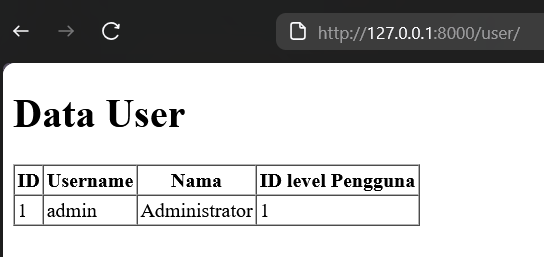 http://127.0.0.1:8000/user/
Data User
ID Username Nama ID level Pengguna
1 admin Administrator 1